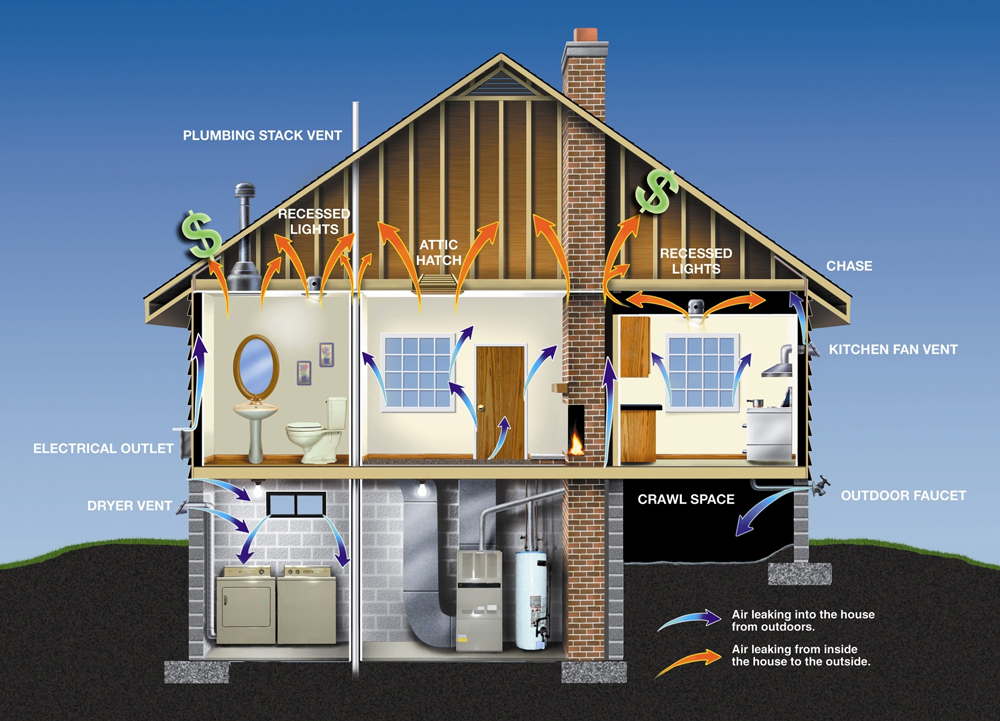 PLUMBING STACK VENT
$
$
RECESSED
LIGHTS
ATTIC
HATCH
RECESSED
LIGHTS
CHASE
KITCHEN FAN VENT
ELECTRICAL OUTLET
DRYER VENT
CRAWL SPACE
OUTDOOR FAUCET
Air leaking into the house
from outdoors.
Air leaking from inside
the house to the outside.